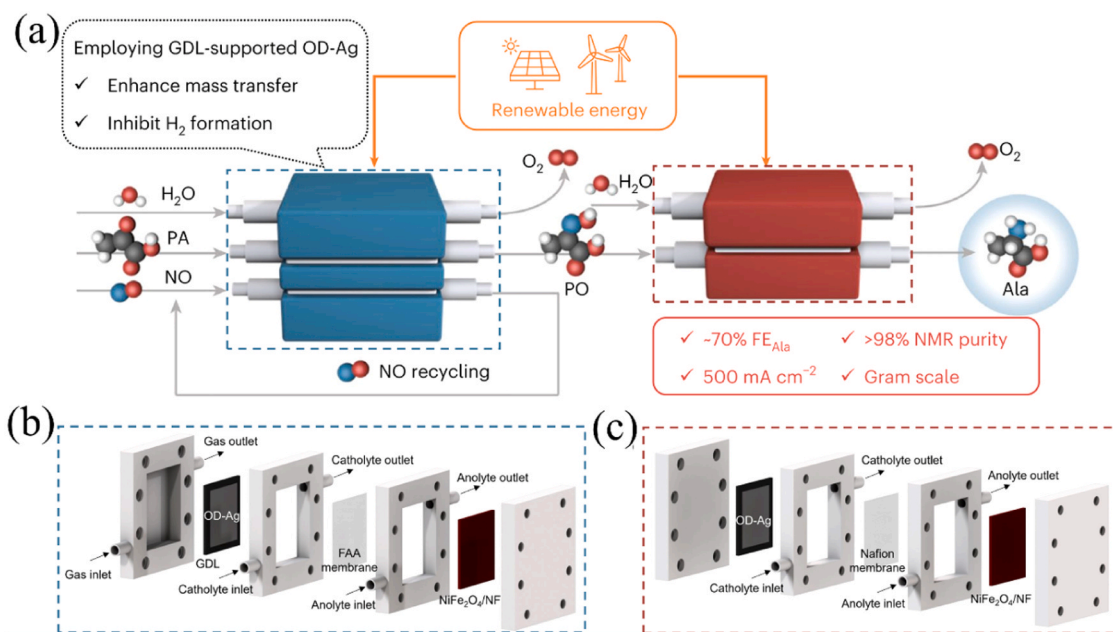 (a)
Employing GDL-supported OD-Ag
✓ Enhance mass transfer
✓ Inhibit H₂ formation
Renewable energy
H₂O
PA
NO
O₂
H₂O
PO
O₂
Ala
NO recycling
✓ ~70% FE_Ala
✓ >98% NMR purity
✓ 500 mA cm⁻²
✓ Gram scale
(b)
Gas outlet
Catholyte outlet
Anolyte outlet
OD-Ag
GDL
FAA
membrane
NiFe₂O₄/NF
Gas inlet
Catholyte inlet
Anolyte inlet
(c)
Catholyte outlet
Anolyte outlet
OD-Ag
Nafion
membrane
NiFe₂O₄/NF
Catholyte inlet
Anolyte inlet